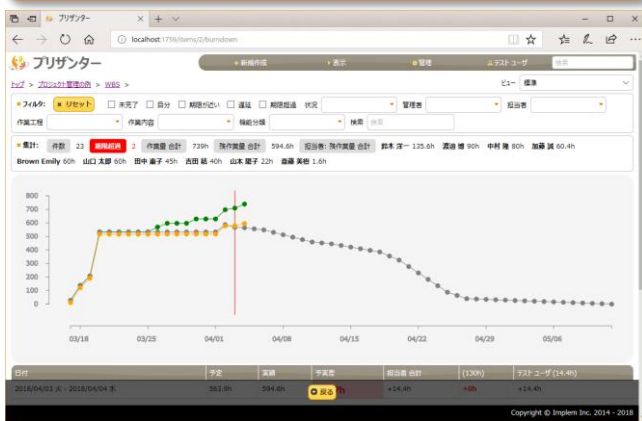 プリザンター
localhost:1759/items/2/burndown
プリザンター
+ 新規作成
表示
管理
テスト ユーザ
検索
トップ > プロジェクト管理の例 > WBS >
ビュー 標準
フィルタ: × リセット 未完了 自分 期限が近い 遅延 期限超過 状況 管理者 担当者
作業工程 作業内容 機能分類 検索 検索
集計: 件数 23 期限超過 2 作業量 合計 739h 残作業量 合計 594.6h 担当者: 残作業量 合計 鈴木 洋一 135.6h 渡邉 博 90h 中村 隆 80h 加藤 誠 60.4h
Brown Emily 60h 山口 太郎 60h 田中 康子 45h 吉田 結 40h 山本 陽子 22h 斎藤 美樹 1.6h
800
700
600
500
400
300
200
100
0
03/18 03/25 04/01 04/08 04/15 04/22 04/29 05/06
日付 予定 実績 予実差 担当者 合計 (130h) テスト ユーザ (14.4h)
2018/04/03 火 - 2018/04/04 水 563.9h 594.6h +14.4h +0h +14.4h
戻る
Copyright © Implem Inc. 2014 - 2018